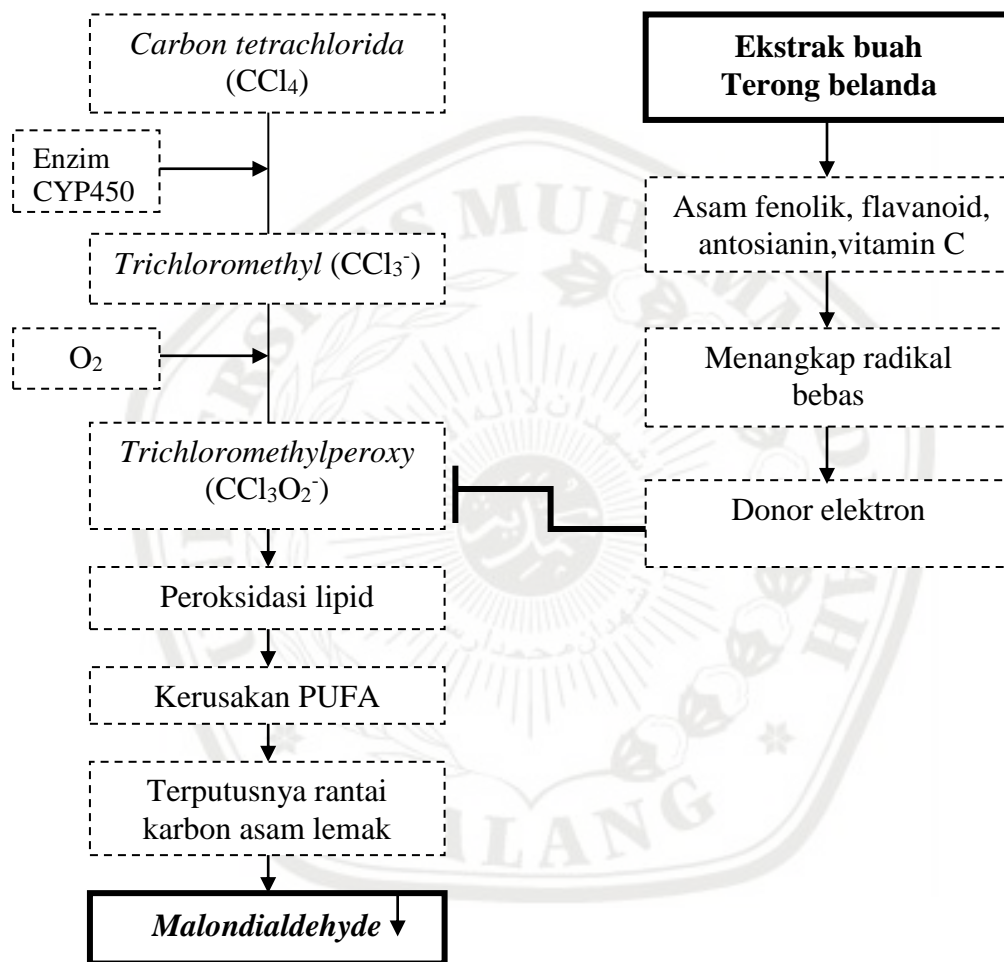 Carbon tetrachlorida
(CCl₄)
Enzim
CYP450
Trichloromethyl (CCl₃⁻)
O₂
Trichloromethylperoxy
(CCl₃O₂⁻)
Peroksidasi lipid
Kerusakan PUFA
Terputusnya rantai
karbon asam lemak
Malondialdehyde
Ekstrak buah
Terong belanda
Asam fenolik, flavanoid,
antosianin,vitamin C
Menangkap radikal
bebas
Donor elektron